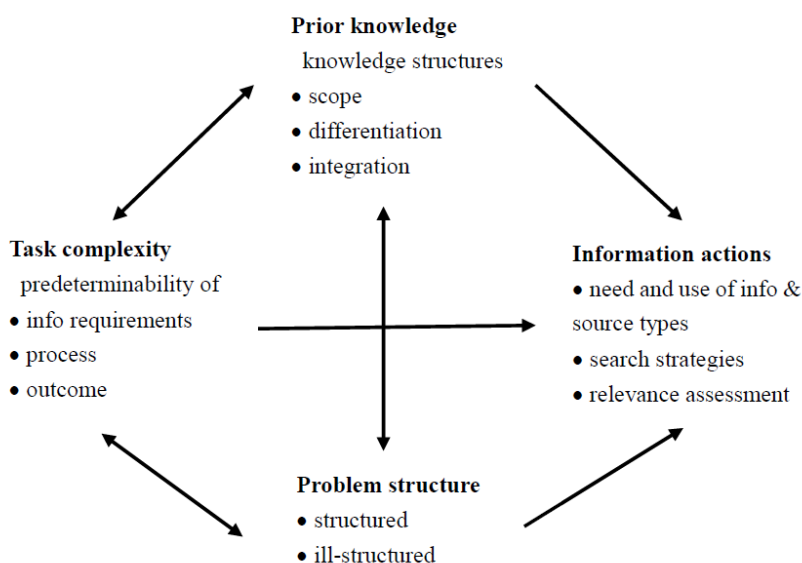 Prior knowledge
knowledge structures
• scope
• differentiation
• integration
Task complexity
predeterminability of
• info requirements
• process
• outcome
Information actions
• need and use of info &
source types
• search strategies
• relevance assessment
Problem structure
• structured
• ill-structured